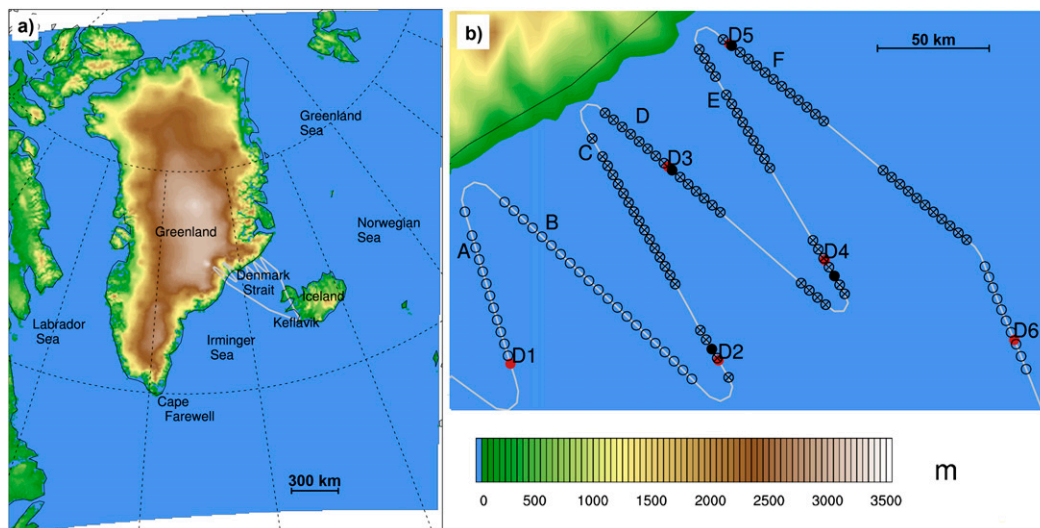 a)
Greenland
Sea
Greenland
Norwegian
Sea
Denmark
Strait
Iceland
Keflavik
Labrador
Sea
Irminger
Sea
Cape
Farewell
300 km
b)
D5
F
50 km
E
D
C
D3
B
A
D4
D1
D2
D6
0 500 1000 1500 2000 2500 3000 3500
m